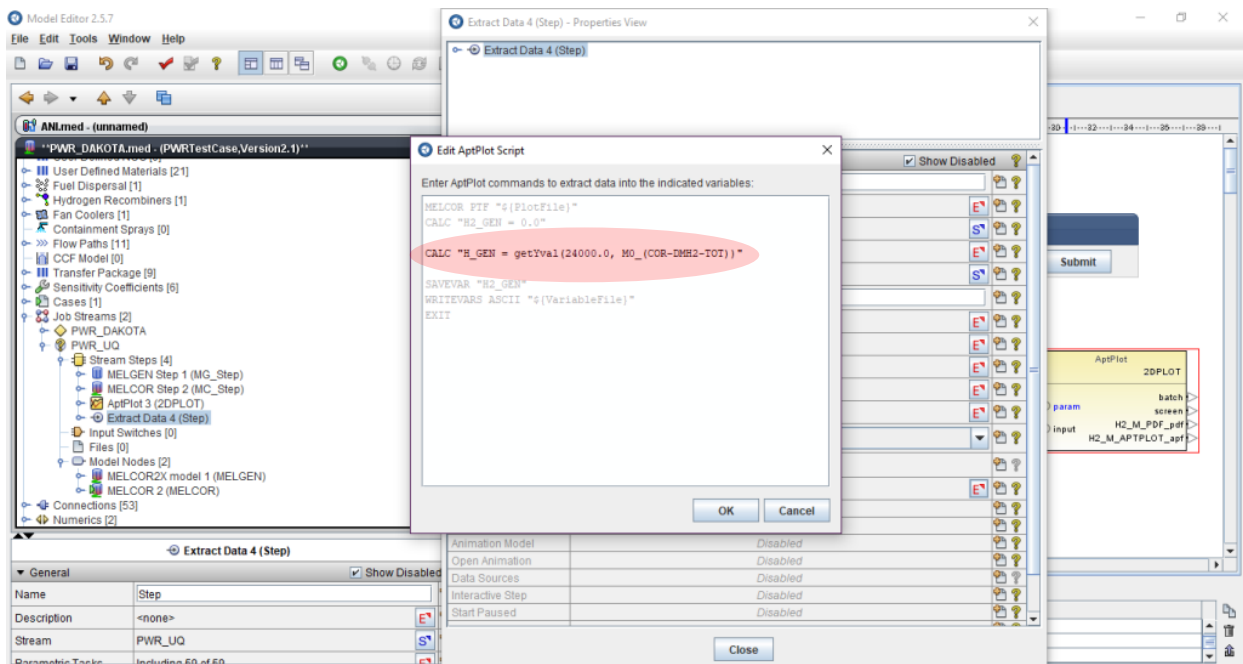 Model Editor 2.5.7
File Edit Tools Window Help
ANI.med - (unnamed)
**PWR_DAKOTA.med - (PWRTestCase,Version2.1)**
User Defined Materials [21]
Fuel Dispersal [1]
Hydrogen Recombiners [1]
Fan Coolers [1]
Containment Sprays [0]
Flow Paths [11]
CCF Model [0]
Transfer Package [9]
Sensitivity Coefficients [6]
Cases [1]
Job Streams [2]
PWR_DAKOTA
PWR_UQ
Stream Steps [4]
MELGEN Step 1 (MG_Step)
MELCOR Step 2 (MC_Step)
AptPlot 3 (2DPLOT)
Extract Data 4 (Step)
Input Switches [0]
Files [0]
Model Nodes [2]
MELCOR2X model 1 (MELGEN)
MELCOR 2 (MELCOR)
Connections [53]
Numerics [2]
Extract Data 4 (Step)
General
Show Disabled
Name Step
Description <none> E
Stream PWR_UQ S
Parametric Tasks Including 59 of 59
Extract Data 4 (Step) - Properties View
Extract Data 4 (Step)
Show Disabled
Edit AptPlot Script
Enter AptPlot commands to extract data into the indicated variables:
MELCOR PTF "${PlotFile}"
CALC "H2_GEN = 0.0"
CALC "H_GEN = getYval(24000.0, M0_(COR-DMH2-TOT))"
SAVEVAR "H2_GEN"
WRITEVARS ASCII "${VariableFile}"
EXIT
OK Cancel
Animation Model Disabled
Open Animation Disabled
Data Sources Disabled
Interactive Step Disabled
Start Paused Disabled
Close
Submit
AptPlot
2DPLOT
batch
param
screen
input
H2_M_PDF_pdf
H2_M_APTPLOT_apf